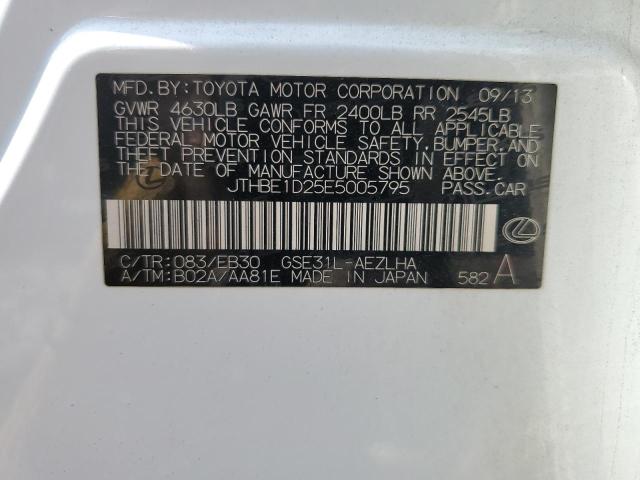 MFD. BY: TOYOTA MOTOR CORPORATION 09/13
GVWR 4630LB GAWR FR 2400LB RR 2545LB
THIS VEHICLE CONFORMS TO ALL APPLICABLE
FEDERAL MOTOR VEHICLE SAFETY, BUMPER, AND
THEFT PREVENTION STANDARDS IN EFFECT ON
THE DATE OF MANUFACTURE SHOWN ABOVE.
JTHBE1D25E5005795 PASS.CAR
C/TR:083/EB30 GSE31L-AEZLHA
A/TM:B02A/AA81E MADE IN JAPAN 582 A